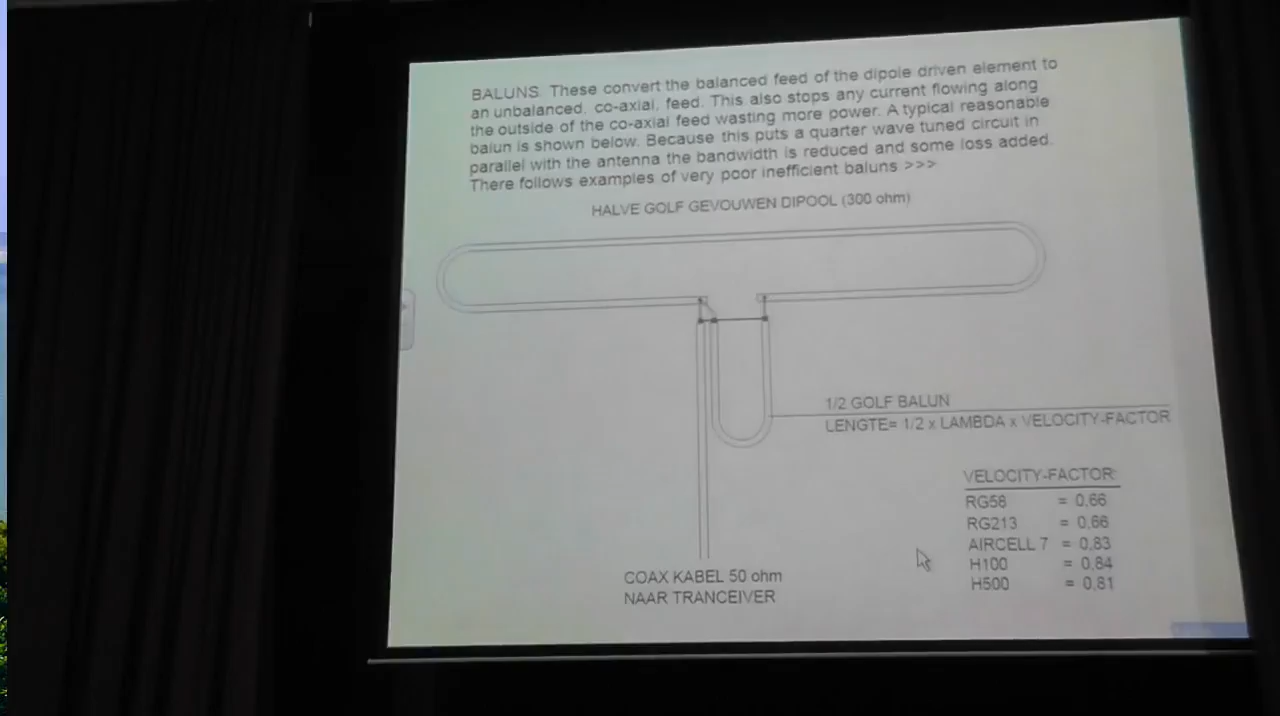 BALUNS. These convert the balanced feed of the dipole driven element to
an unbalanced, co-axial, feed. This also stops any current flowing along
the outside of the co-axial feed wasting more power. A typical reasonable
balun is shown below. Because this puts a quarter wave tuned circuit in
parallel with the antenna the bandwidth is reduced and some loss added.
There follows examples of very poor inefficient baluns >>>
HALVE GOLF GEVOUWEN DIPOOL (300 ohm)
1/2 GOLF BALUN
LENGTE= 1/2 x LAMBDA x VELOCITY-FACTOR
VELOCITY-FACTOR:
RG58 = 0,66
RG213 = 0,66
AIRCELL 7 = 0,83
H100 = 0,84
H500 = 0,81
COAX KABEL 50 ohm
NAAR TRANCEIVER